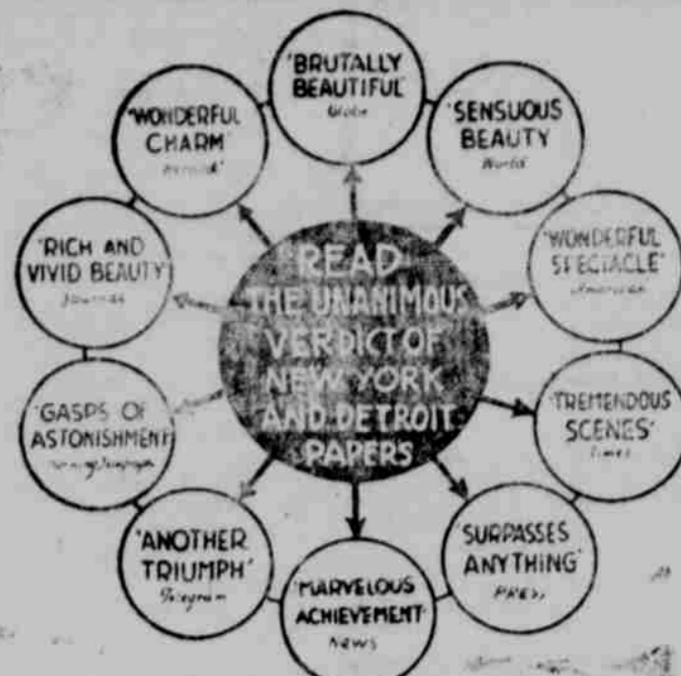 READ
THE UNANIMOUS
VERDICT OF
NEW YORK
AND DETROIT
PAPERS
'BRUTALLY
BEAUTIFUL'
Globe
'SENSUOUS
BEAUTY
World
'WONDERFUL
SPECTACLE'
American
'TREMENDOUS
SCENES'
Times
'SURPASSES
ANYTHING'
PRESS
'MARVELOUS
ACHIEVEMENT'
News
'ANOTHER
TRIUMPH'
Telegram
'GASPS OF
ASTONISHMENT
'RICH AND
VIVID BEAUTY'
Journal
'WONDERFUL
CHARM'